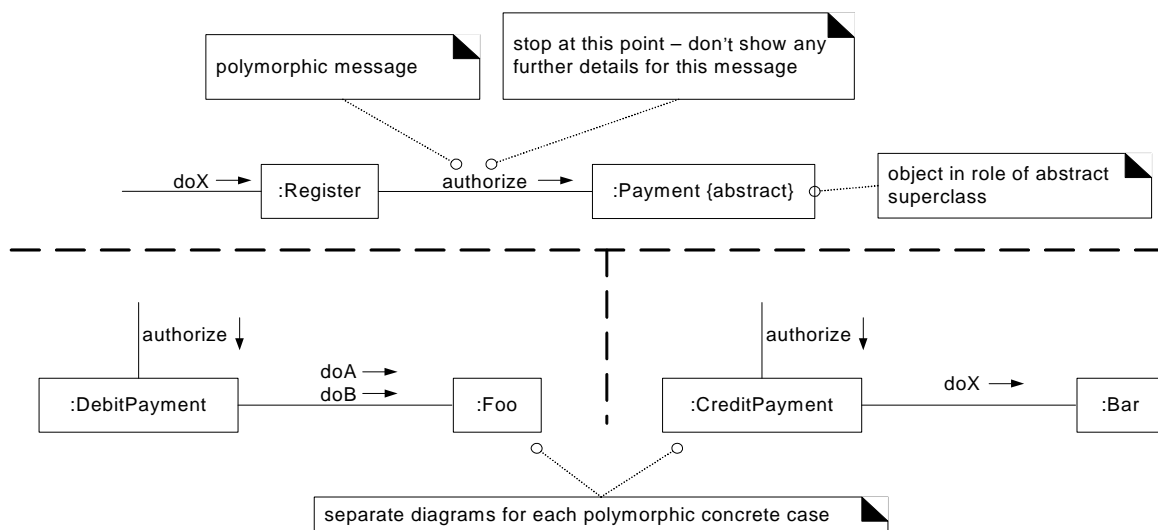 polymorphic message
stop at this point – don't show any
further details for this message
doX
:Register
authorize
:Payment {abstract}
object in role of abstract
superclass
authorize
doA
doB
:DebitPayment
:Foo
authorize
doX
:CreditPayment
:Bar
separate diagrams for each polymorphic concrete case